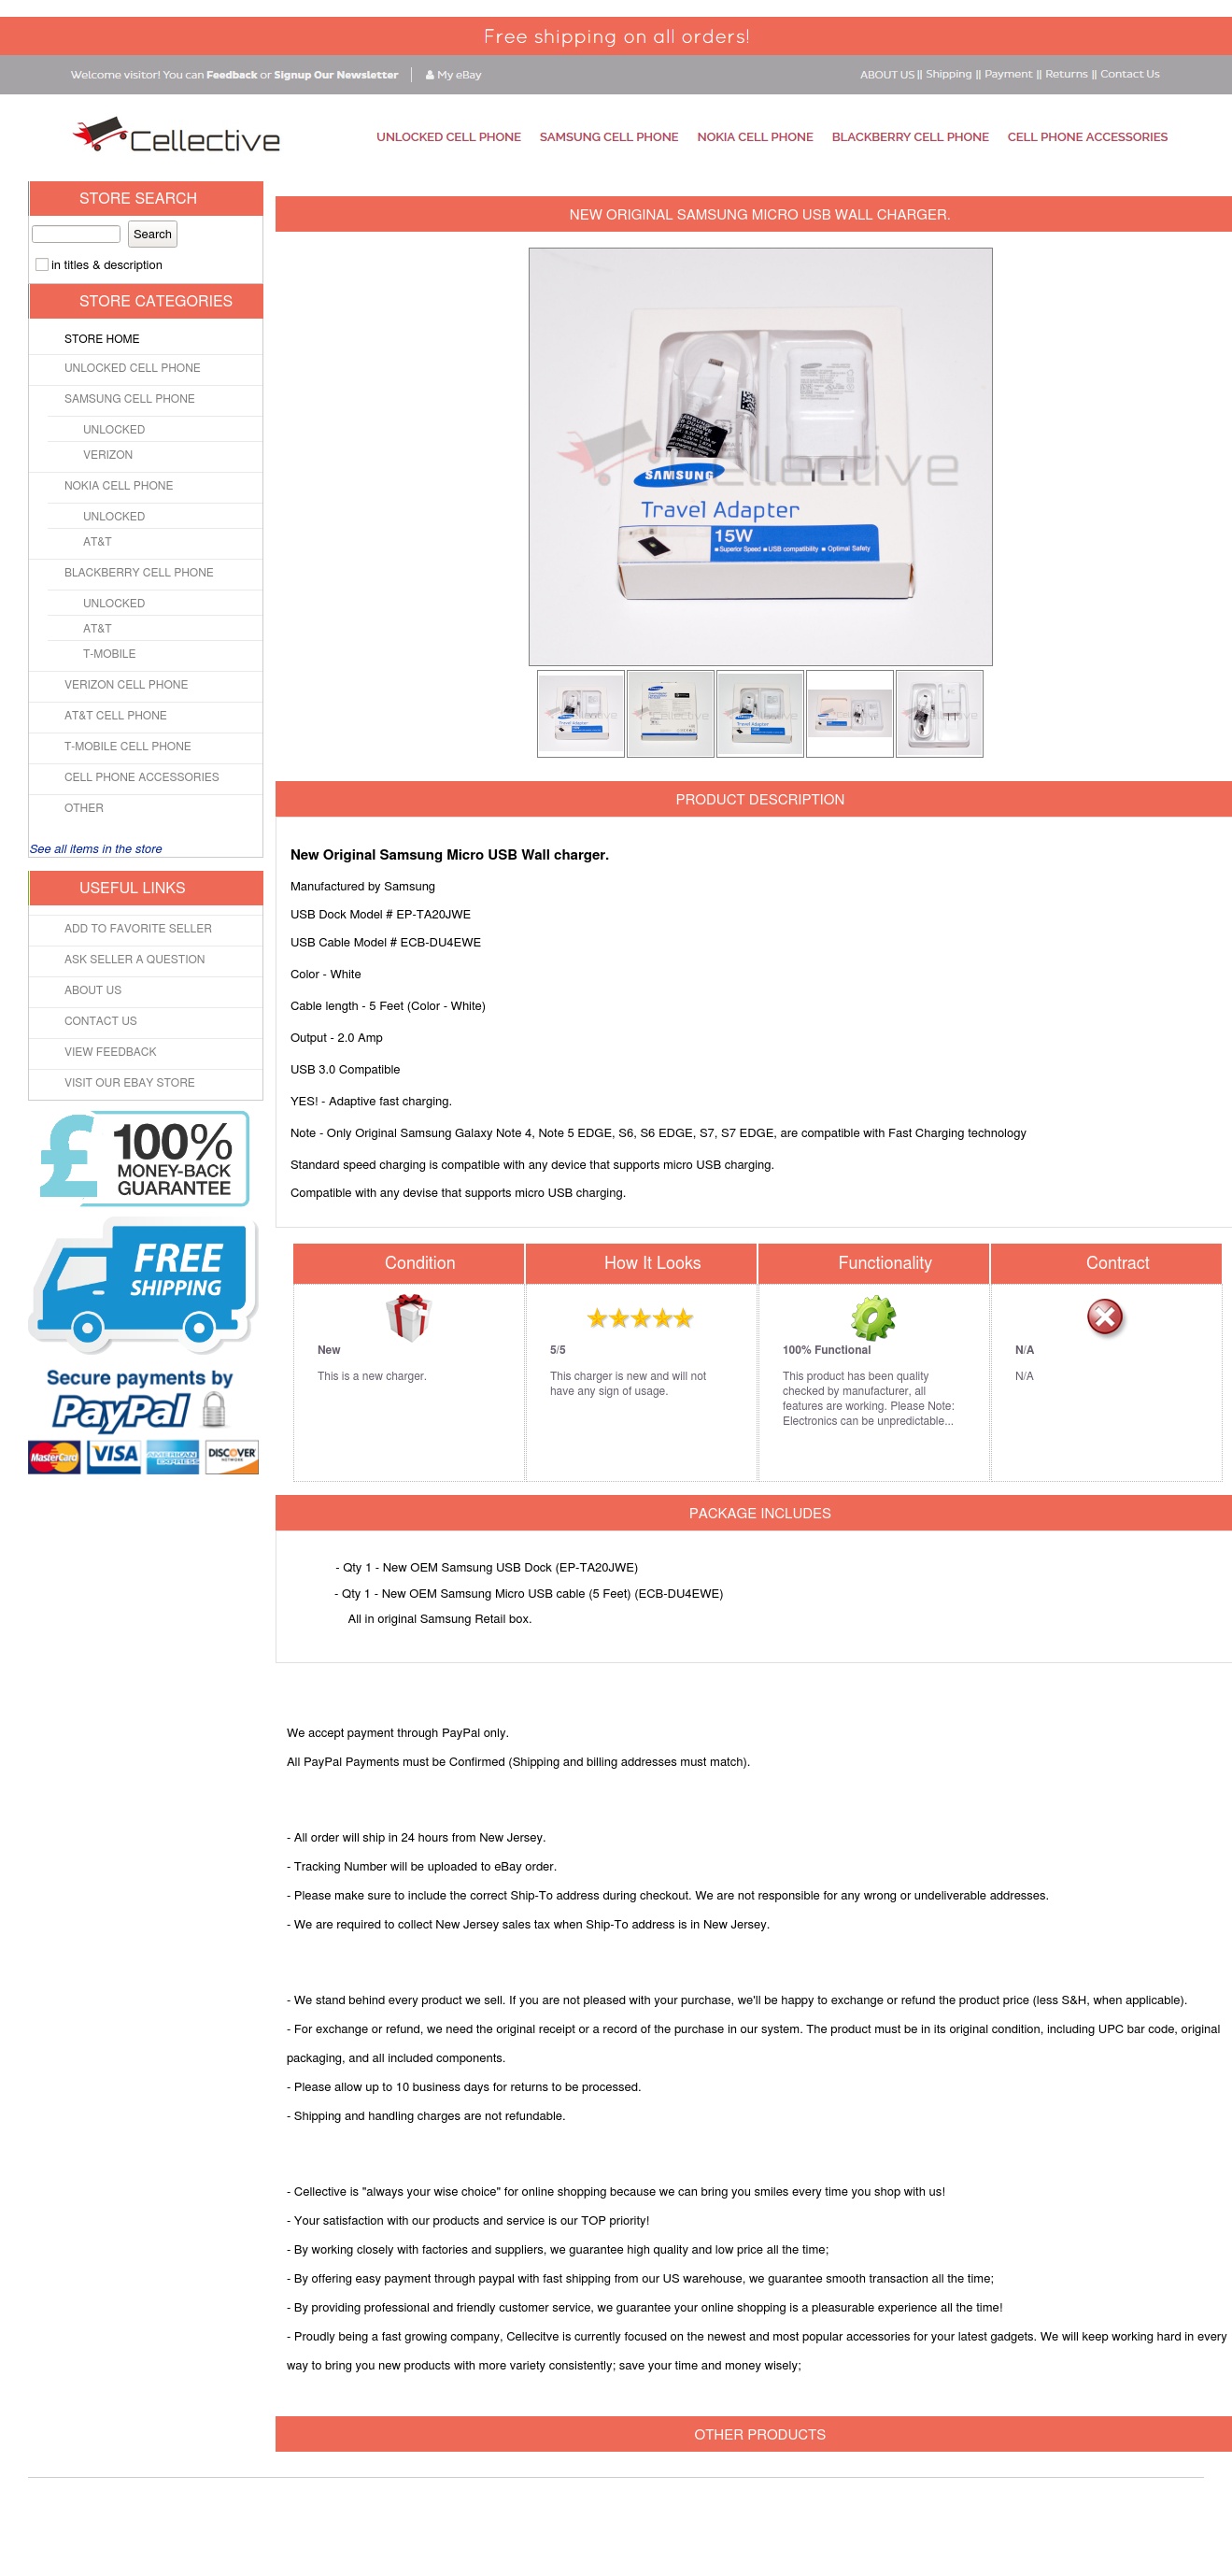 Free shipping on all orders!
Welcome visitor! You can Feedback or Signup Our Newsletter
My eBay
ABOUT US || Shipping || Payment || Returns || Contact Us
Cellective
UNLOCKED CELL PHONE SAMSUNG CELL PHONE NOKIA CELL PHONE BLACKBERRY CELL PHONE CELL PHONE ACCESSORIES
STORE SEARCH
Search
in titles & description
STORE CATEGORIES
STORE HOME
UNLOCKED CELL PHONE
SAMSUNG CELL PHONE
UNLOCKED
VERIZON
NOKIA CELL PHONE
UNLOCKED
AT&T
BLACKBERRY CELL PHONE
UNLOCKED
AT&T
T-MOBILE
VERIZON CELL PHONE
AT&T CELL PHONE
T-MOBILE CELL PHONE
CELL PHONE ACCESSORIES
OTHER
See all items in the store
USEFUL LINKS
ADD TO FAVORITE SELLER
ASK SELLER A QUESTION
ABOUT US
CONTACT US
VIEW FEEDBACK
VISIT OUR EBAY STORE
£ 100%
MONEY-BACK
GUARANTEE
FREE
SHIPPING
Secure payments by
PayPal
MasterCard VISA AMERICAN EXPRESS DISCOVER
NETWORK
NEW ORIGINAL SAMSUNG MICRO USB WALL CHARGER.
Cellective
SAMSUNG
Travel Adapter
15W
Superior Speed USB compatibility Optimal Safety
PRODUCT DESCRIPTION
New Original Samsung Micro USB Wall charger.
Manufactured by Samsung
USB Dock Model # EP-TA20JWE
USB Cable Model # ECB-DU4EWE
Color - White
Cable length - 5 Feet (Color - White)
Output - 2.0 Amp
USB 3.0 Compatible
YES! - Adaptive fast charging.
Note - Only Original Samsung Galaxy Note 4, Note 5 EDGE, S6, S6 EDGE, S7, S7 EDGE, are compatible with Fast Charging technology
Standard speed charging is compatible with any device that supports micro USB charging.
Compatible with any devise that supports micro USB charging.
Condition
New
This is a new charger.
How It Looks
5/5
This charger is new and will not
have any sign of usage.
Functionality
100% Functional
This product has been quality
checked by manufacturer, all
features are working. Please Note:
Electronics can be unpredictable...
Contract
N/A
N/A
PACKAGE INCLUDES
- Qty 1 - New OEM Samsung USB Dock (EP-TA20JWE)
- Qty 1 - New OEM Samsung Micro USB cable (5 Feet) (ECB-DU4EWE)
All in original Samsung Retail box.
We accept payment through PayPal only.
All PayPal Payments must be Confirmed (Shipping and billing addresses must match).
- All order will ship in 24 hours from New Jersey.
- Tracking Number will be uploaded to eBay order.
- Please make sure to include the correct Ship-To address during checkout. We are not responsible for any wrong or undeliverable addresses.
- We are required to collect New Jersey sales tax when Ship-To address is in New Jersey.
- We stand behind every product we sell. If you are not pleased with your purchase, we'll be happy to exchange or refund the product price (less S&H, when applicable).
- For exchange or refund, we need the original receipt or a record of the purchase in our system. The product must be in its original condition, including UPC bar code, original
packaging, and all included components.
- Please allow up to 10 business days for returns to be processed.
- Shipping and handling charges are not refundable.
- Cellective is "always your wise choice" for online shopping because we can bring you smiles every time you shop with us!
- Your satisfaction with our products and service is our TOP priority!
- By working closely with factories and suppliers, we guarantee high quality and low price all the time;
- By offering easy payment through paypal with fast shipping from our US warehouse, we guarantee smooth transaction all the time;
- By providing professional and friendly customer service, we guarantee your online shopping is a pleasurable experience all the time!
- Proudly being a fast growing company, Cellecitve is currently focused on the newest and most popular accessories for your latest gadgets. We will keep working hard in every
way to bring you new products with more variety consistently; save your time and money wisely;
OTHER PRODUCTS